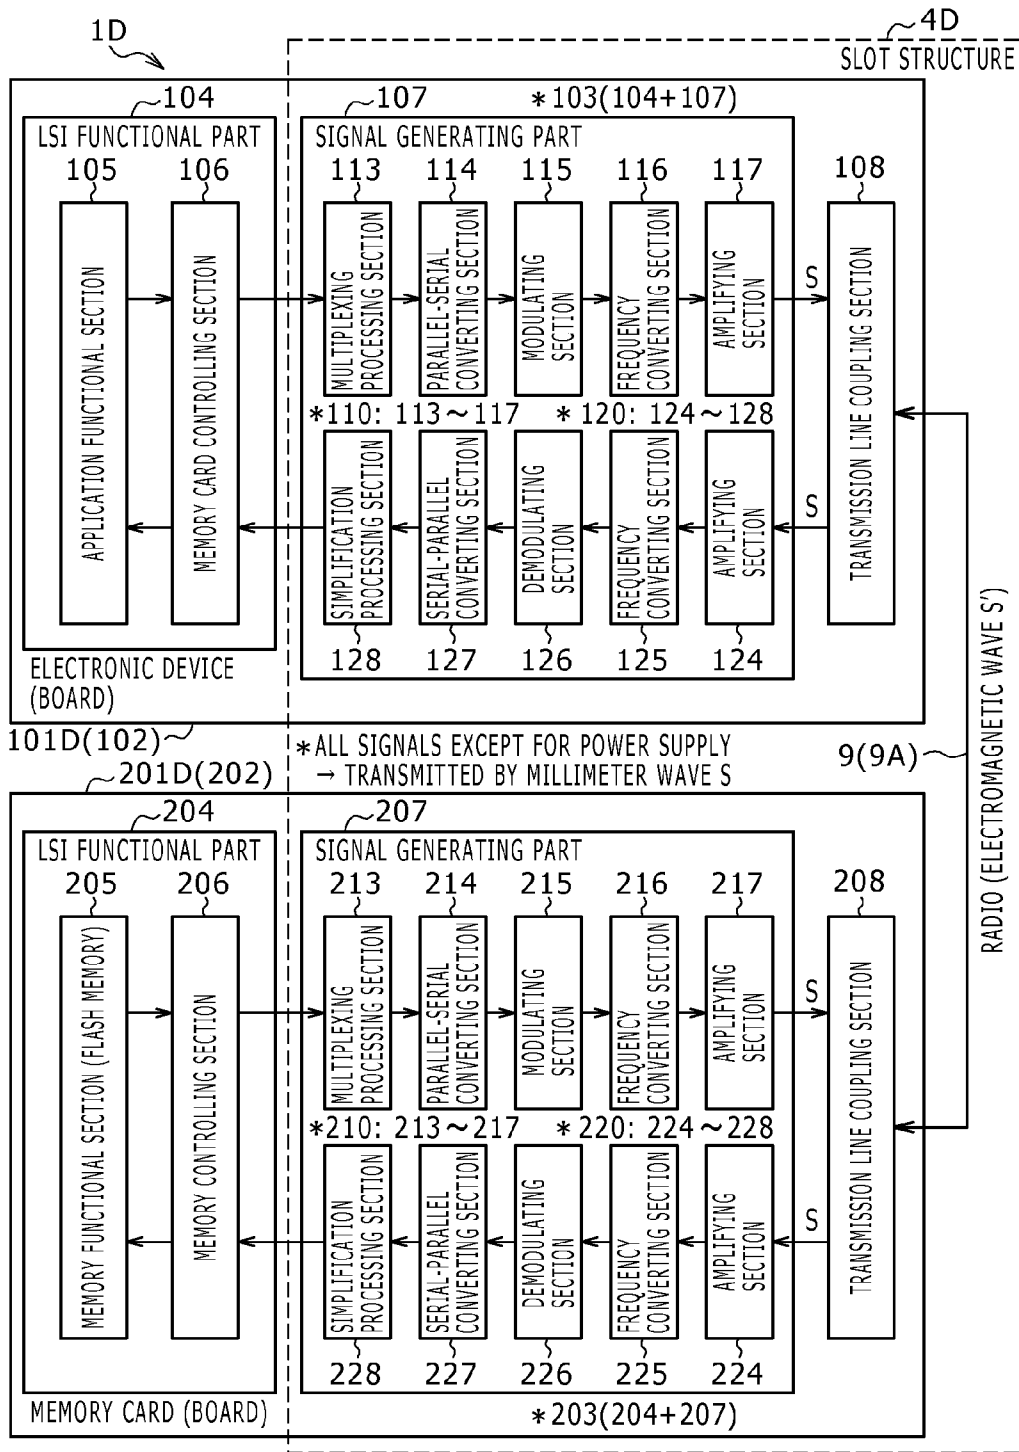 1D
4D
SLOT STRUCTURE
104
107
*103(104+107)
LSI FUNCTIONAL PART
SIGNAL GENERATING PART
105
106
113
114
115
116
117
108
APPLICATION FUNCTIONAL SECTION
MEMORY CARD CONTROLLING SECTION
MULTIPLEXING
PROCESSING SECTION
PARALLEL-SERIAL
CONVERTING SECTION
MODULATING
SECTION
FREQUENCY
CONVERTING SECTION
AMPLIFYING
SECTION
S
TRANSMISSION LINE COUPLING SECTION
*110: 113~117
*120: 124~128
SIMPLIFICATION
PROCESSING SECTION
SERIAL-PARALLEL
CONVERTING SECTION
DEMODULATING
SECTION
FREQUENCY
CONVERTING SECTION
AMPLIFYING
SECTION
S
128
127
126
125
124
ELECTRONIC DEVICE
(BOARD)
101D(102)
*ALL SIGNALS EXCEPT FOR POWER SUPPLY
→ TRANSMITTED BY MILLIMETER WAVE S
9(9A)
RADIO (ELECTROMAGNETIC WAVE S')
201D(202)
204
207
LSI FUNCTIONAL PART
SIGNAL GENERATING PART
205
206
213
214
215
216
217
208
MEMORY FUNCTIONAL SECTION (FLASH MEMORY)
MEMORY CONTROLLING SECTION
MULTIPLEXING
PROCESSING SECTION
PARALLEL-SERIAL
CONVERTING SECTION
MODULATING
SECTION
FREQUENCY
CONVERTING SECTION
AMPLIFYING
SECTION
S
TRANSMISSION LINE COUPLING SECTION
*210: 213~217
*220: 224~228
SIMPLIFICATION
PROCESSING SECTION
SERIAL-PARALLEL
CONVERTING SECTION
DEMODULATING
SECTION
FREQUENCY
CONVERTING SECTION
AMPLIFYING
SECTION
S
228
227
226
225
224
MEMORY CARD (BOARD)
*203(204+207)